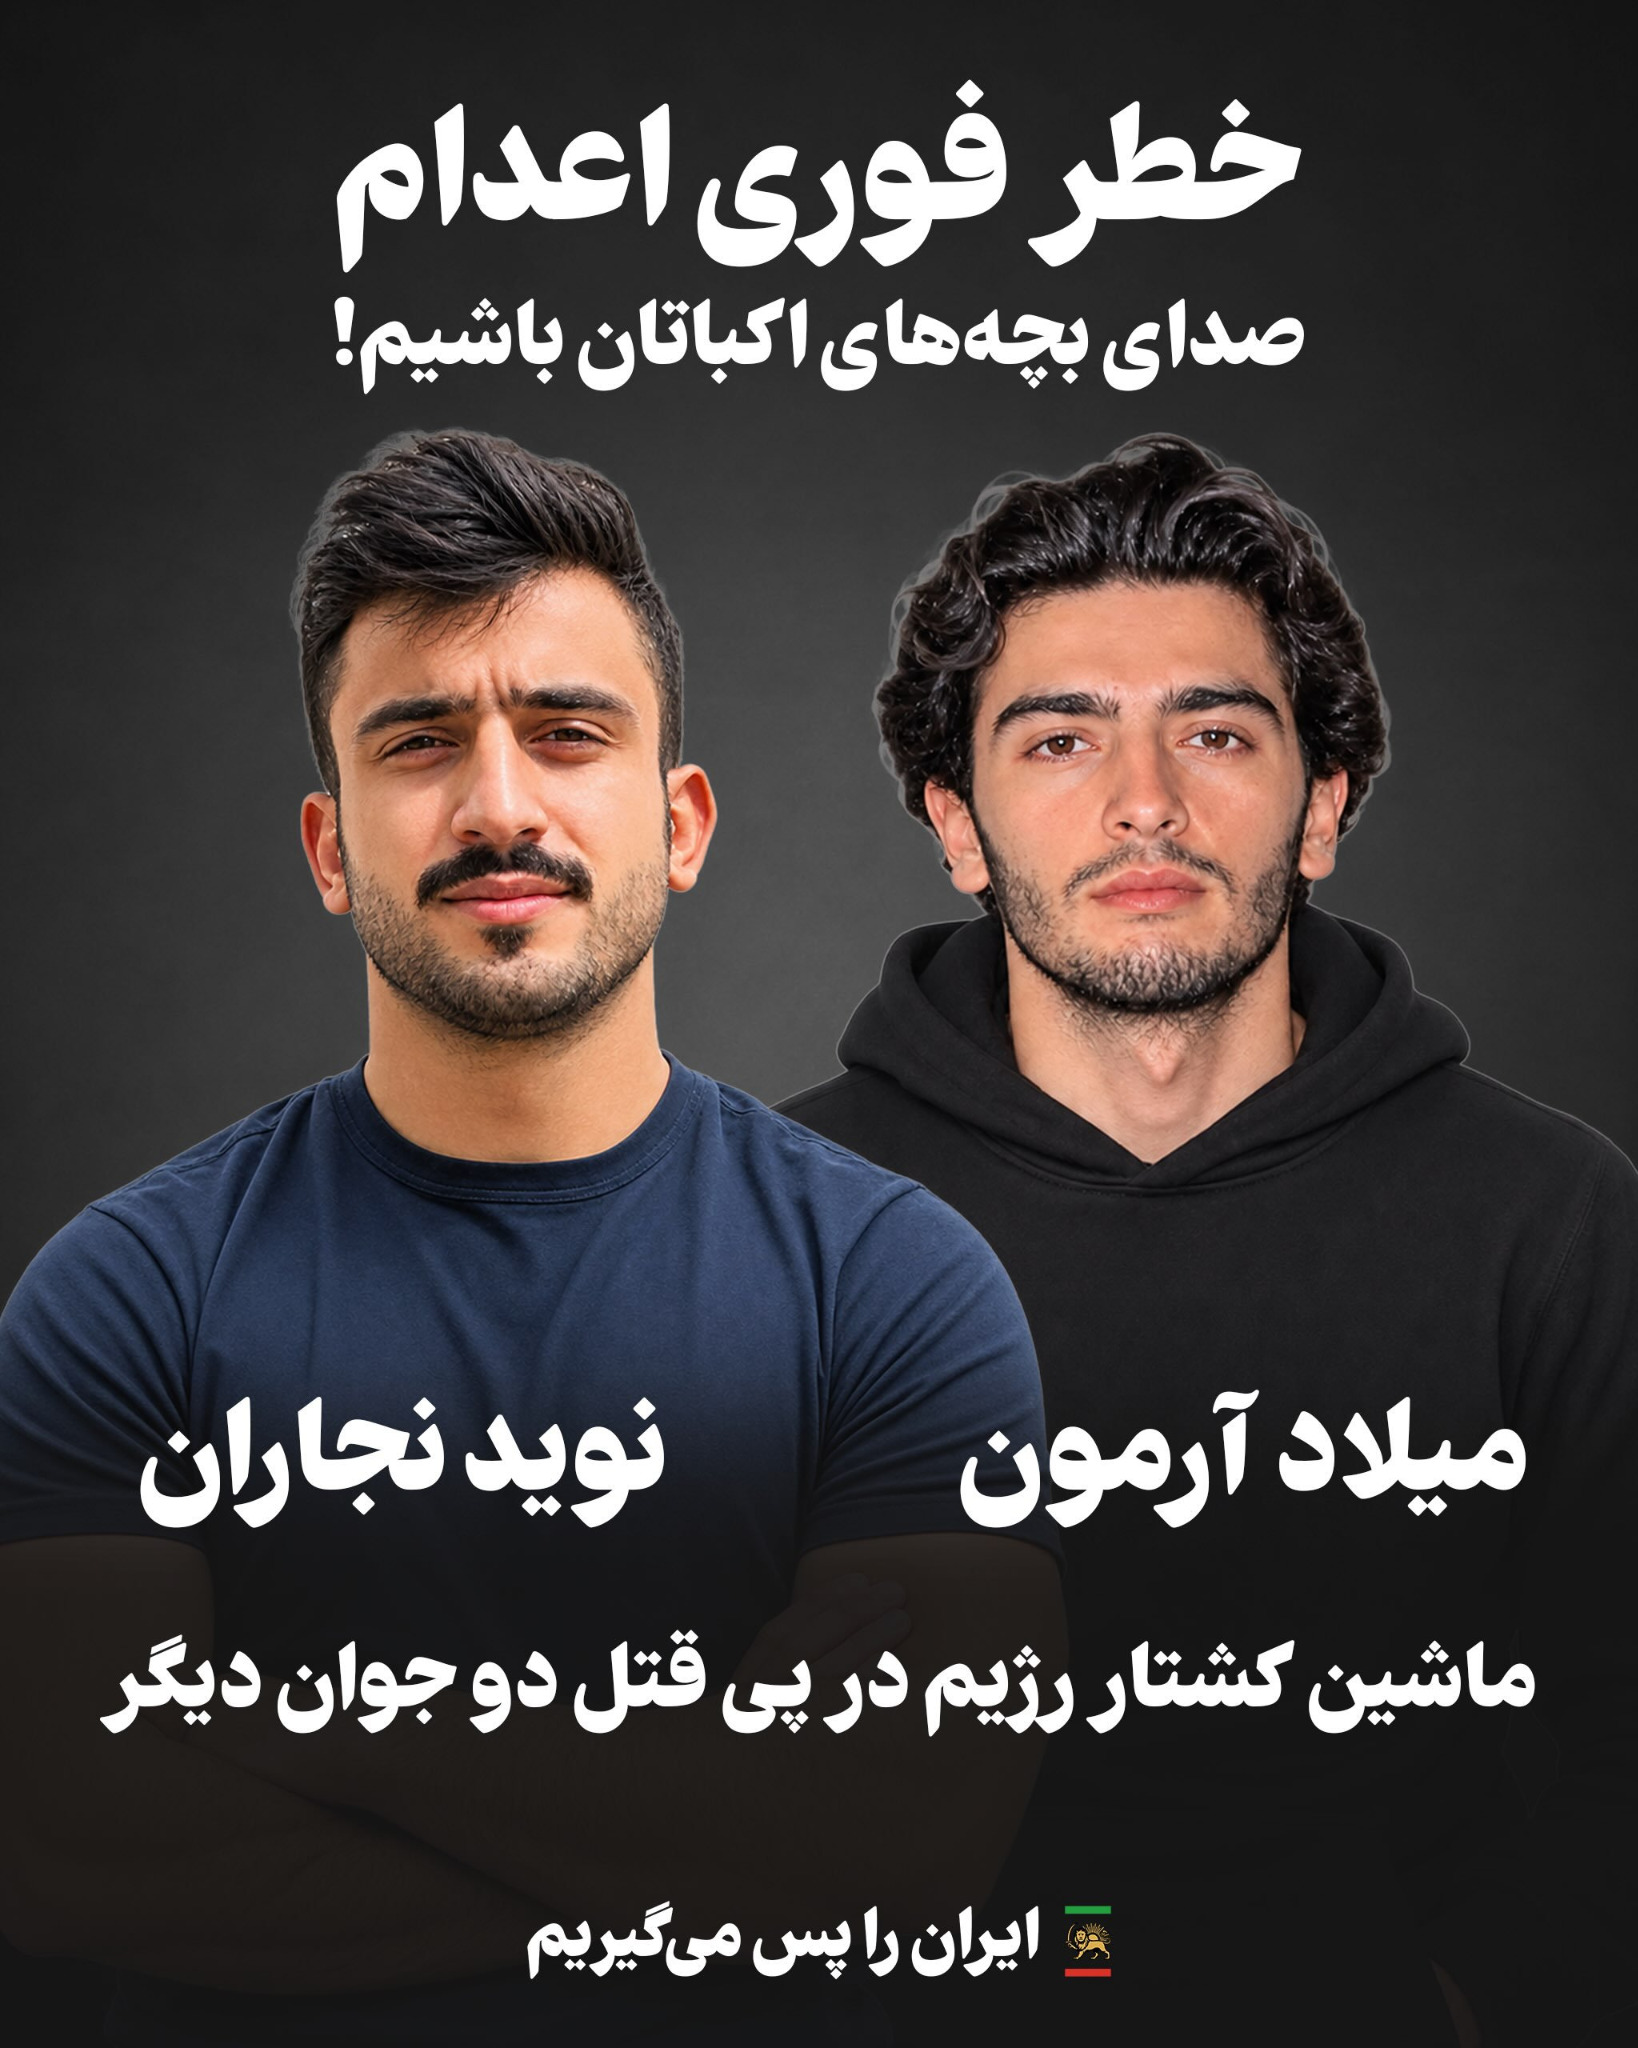 خطر فوری اعدام
صدای بچه‌های اکباتان باشیم!
میلاد آرمون
نوید نجاران
ماشین کشتار رژیم در پی قتل دو جوان دیگر
ایران را پس می‌گیریم